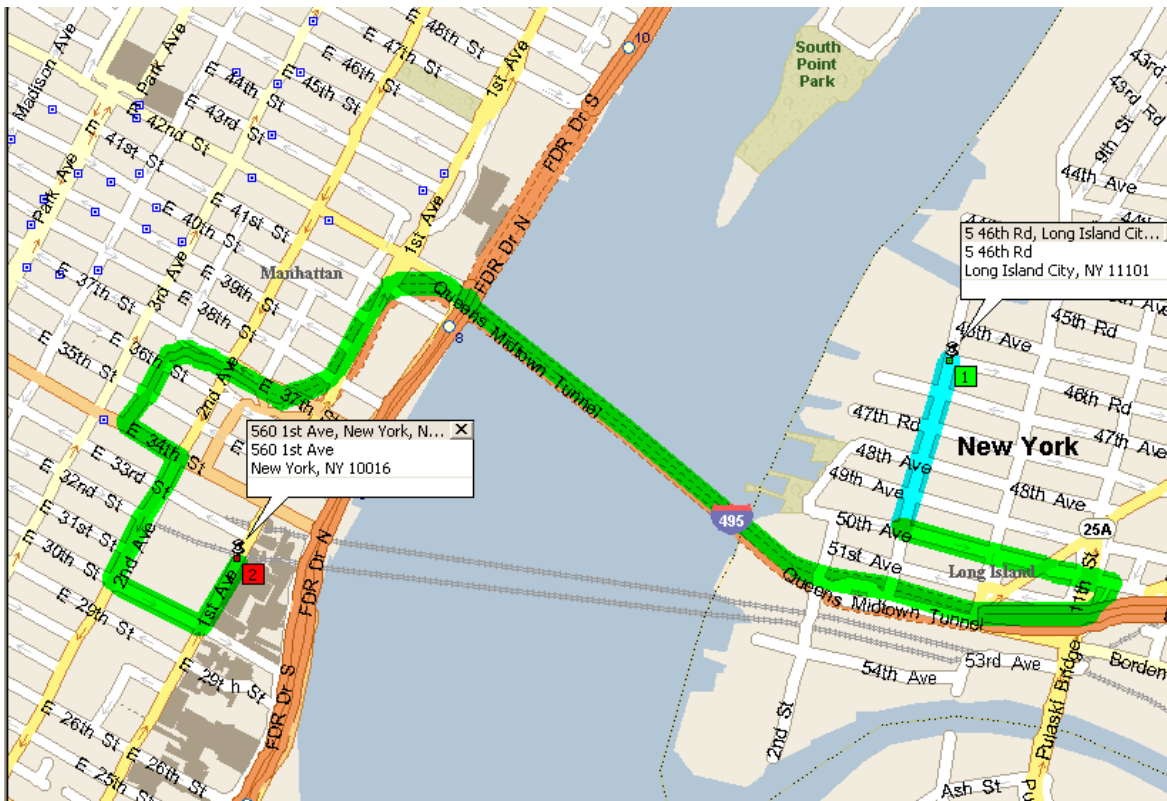 Madison Ave
Park Ave
E 48th St
E 47th St
E 46th St
E 45th St
E 44th St
E 43rd St
E 42nd St
E 41st St
E 40th St
E 41st St
1st Ave
10
FDR Dr S
South
Point
Park
43rd
43rd Rd
9th St
44th Ave
Park Ave
3rd Ave
Manhattan
E 39th St
E 38th St
E 37th St
E 36th St
E 35th St
2nd Ave
E 37th St
1st Ave
FDR Dr N
8
Queens Midtown Tunnel
5 46th Rd, Long Island Cit...
5 46th Rd
Long Island City, NY 11101
46th Ave
45th Rd
1
46th Rd
47th Rd
47th Ave
New York
48th Ave
48th Ave
49th Ave
50th Ave
51st Ave
25A
11th St
Long Island
495
Queens Midtown Tunnel
E 34th St
E 33rd St
E 32nd St
E 31st St
E 30th St
E 29th St
2nd Ave
1st Ave
560 1st Ave, New York, N...
560 1st Ave
New York, NY 10016
2
FDR Dr N
FDR Dr S
E 29th St
E 26th St
E 26th St
E 25th St
53rd Ave
54th Ave
2nd St
Borden
Pulaski Bridge
Ash St